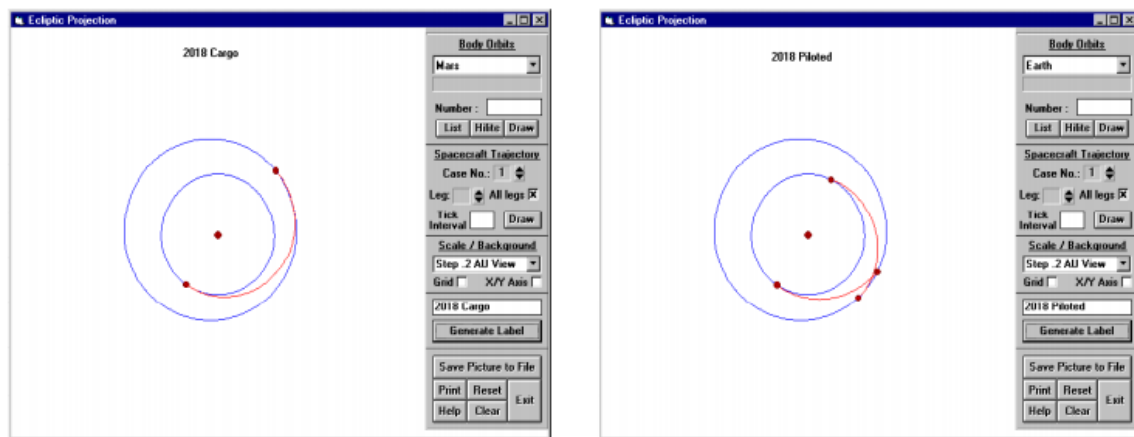 Ecliptic Projection
2018 Cargo
Body Orbits
Mars
Number :
List Hilite Draw
Spacecraft Trajectory
Case No.: 1
Leg: All legs
Tick Interval Draw
Scale / Background
Step .2 AU View
Grid X/Y Axis
2018 Cargo
Generate Label
Save Picture to File
Print Reset
Exit
Help Clear
Ecliptic Projection
2018 Piloted
Body Orbits
Earth
Number :
List Hilite Draw
Spacecraft Trajectory
Case No.: 1
Leg: All legs
Tick Interval Draw
Scale / Background
Step .2 AU View
Grid X/Y Axis
2018 Piloted
Generate Label
Save Picture to File
Print Reset
Exit
Help Clear